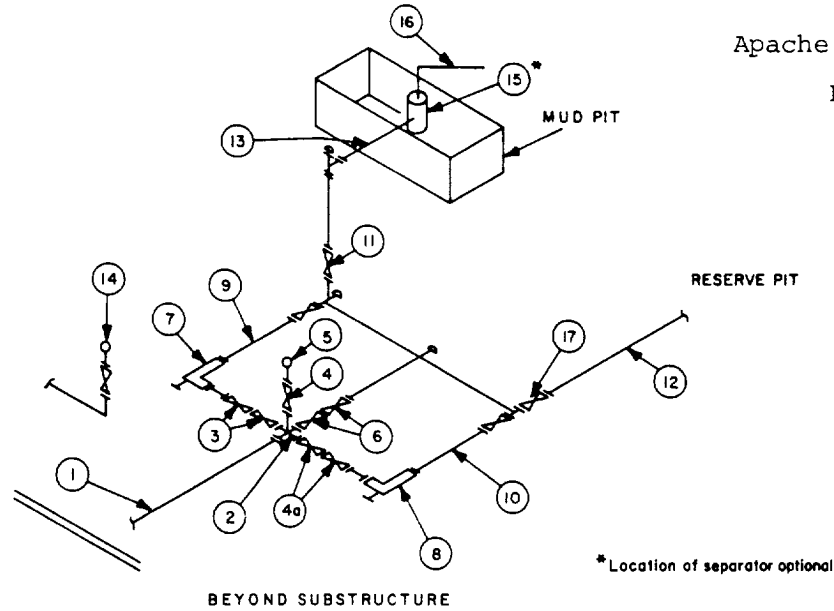 16
Apache
15 *
MUD PIT
13
11
14
RESERVE PIT
9
7
5
17
4
12
3
6
1
2
4a
10
8
*Location of separator optional
BEYOND SUBSTRUCTURE